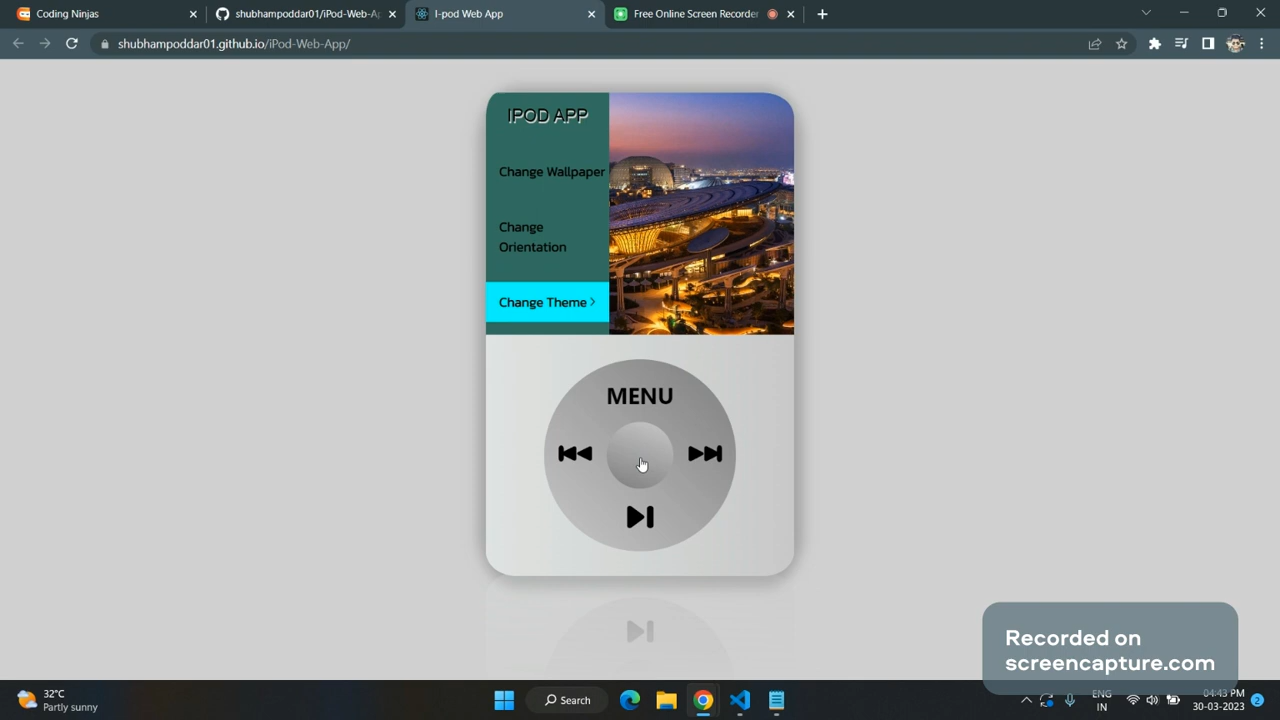 Coding Ninjas
shubhampoddar01/iPod-Web-Ap
I-pod Web App
Free Online Screen Recorder
shubhampoddar01.github.io/iPod-Web-App/
IPOD APP
Change Wallpaper
Change
Orientation
Change Theme
MENU
Recorded on
screencapture.com
32°C
Partly sunny
Search
ENG
IN
04:43 PM
30-03-2023
2